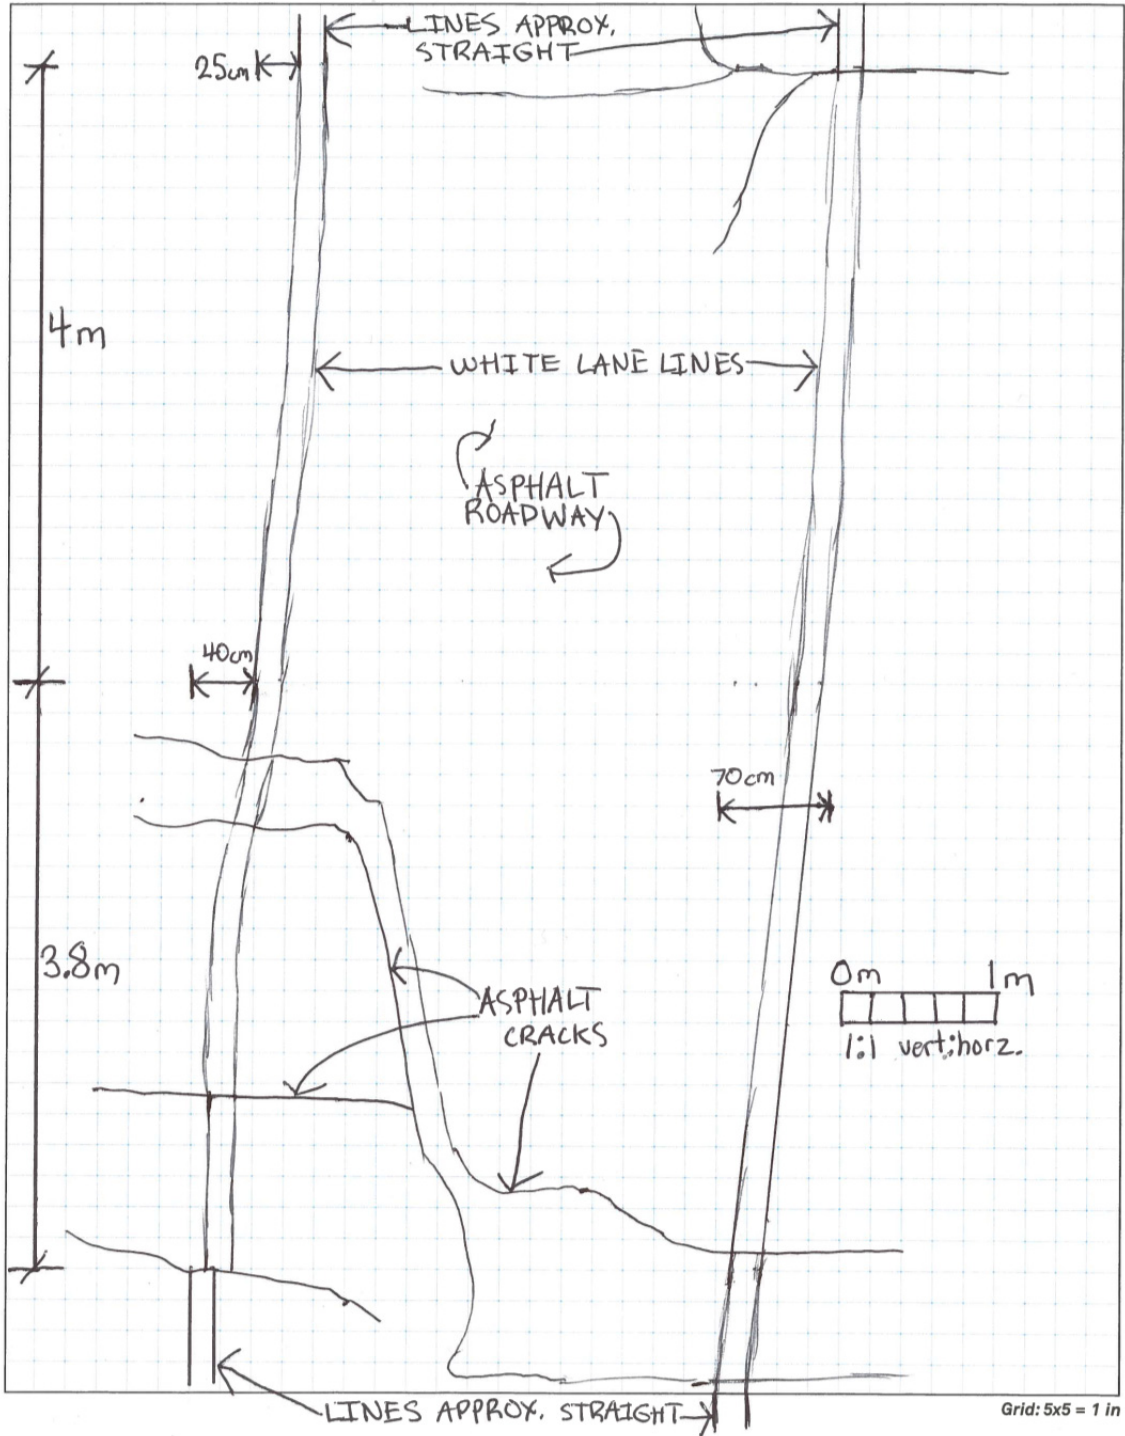 LINES APPROX.
STRAIGHT
25cm
4m
WHITE LANE LINES
ASPHALT
ROADWAY
40cm
70cm
3.8m
0m 1m
1:1 vert:horz.
ASPHALT
CRACKS
LINES APPROX. STRAIGHT
Grid: 5x5 = 1 in